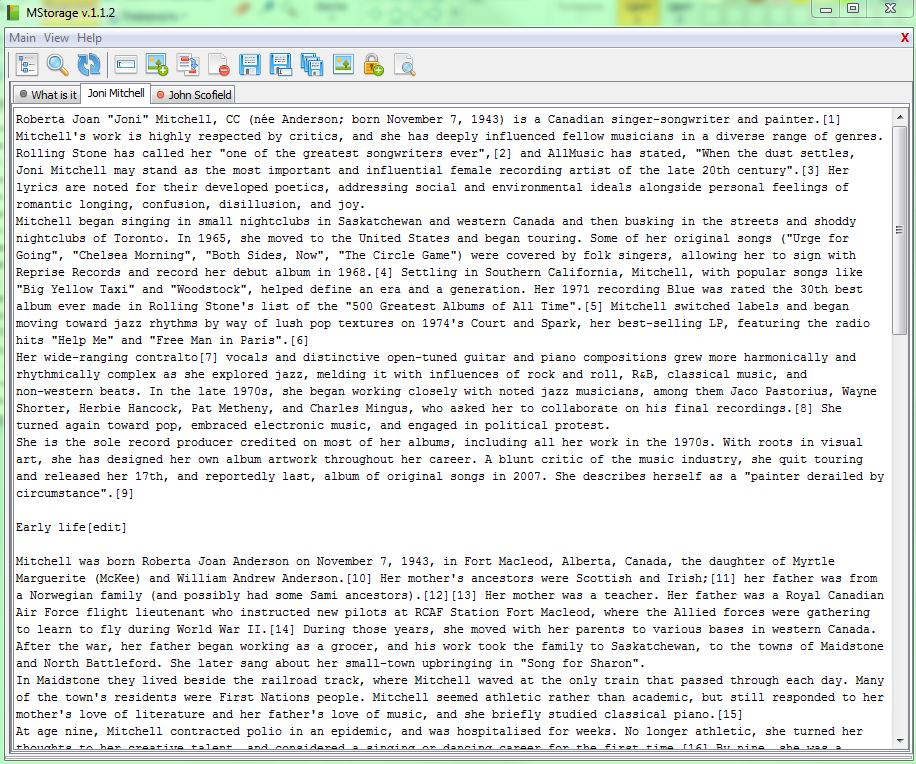 MStorage v.1.1.2
Main View Help
X
What is it
Joni Mitchell
John Scofield
Roberta Joan "Joni" Mitchell, CC (née Anderson; born November 7, 1943) is a Canadian singer-songwriter and painter.[1]
Mitchell's work is highly respected by critics, and she has deeply influenced fellow musicians in a diverse range of genres.
Rolling Stone has called her "one of the greatest songwriters ever",[2] and AllMusic has stated, "When the dust settles,
Joni Mitchell may stand as the most important and influential female recording artist of the late 20th century".[3] Her
lyrics are noted for their developed poetics, addressing social and environmental ideals alongside personal feelings of
romantic longing, confusion, disillusion, and joy.
Mitchell began singing in small nightclubs in Saskatchewan and western Canada and then busking in the streets and shoddy
nightclubs of Toronto. In 1965, she moved to the United States and began touring. Some of her original songs ("Urge for
Going", "Chelsea Morning", "Both Sides, Now", "The Circle Game") were covered by folk singers, allowing her to sign with
Reprise Records and record her debut album in 1968.[4] Settling in Southern California, Mitchell, with popular songs like
"Big Yellow Taxi" and "Woodstock", helped define an era and a generation. Her 1971 recording Blue was rated the 30th best
album ever made in Rolling Stone's list of the "500 Greatest Albums of All Time".[5] Mitchell switched labels and began
moving toward jazz rhythms by way of lush pop textures on 1974's Court and Spark, her best-selling LP, featuring the radio
hits "Help Me" and "Free Man in Paris".[6]
Her wide-ranging contralto[7] vocals and distinctive open-tuned guitar and piano compositions grew more harmonically and
rhythmically complex as she explored jazz, melding it with influences of rock and roll, R&B, classical music, and
non-western beats. In the late 1970s, she began working closely with noted jazz musicians, among them Jaco Pastorius, Wayne
Shorter, Herbie Hancock, Pat Metheny, and Charles Mingus, who asked her to collaborate on his final recordings.[8] She
turned again toward pop, embraced electronic music, and engaged in political protest.
She is the sole record producer credited on most of her albums, including all her work in the 1970s. With roots in visual
art, she has designed her own album artwork throughout her career. A blunt critic of the music industry, she quit touring
and released her 17th, and reportedly last, album of original songs in 2007. She describes herself as a "painter derailed by
circumstance".[9]
Early life[edit]
Mitchell was born Roberta Joan Anderson on November 7, 1943, in Fort Macleod, Alberta, Canada, the daughter of Myrtle
Marguerite (McKee) and William Andrew Anderson.[10] Her mother's ancestors were Scottish and Irish;[11] her father was from
a Norwegian family (and possibly had some Sami ancestors).[12][13] Her mother was a teacher. Her father was a Royal Canadian
Air Force flight lieutenant who instructed new pilots at RCAF Station Fort Macleod, where the Allied forces were gathering
to learn to fly during World War II.[14] During those years, she moved with her parents to various bases in western Canada.
After the war, her father began working as a grocer, and his work took the family to Saskatchewan, to the towns of Maidstone
and North Battleford. She later sang about her small-town upbringing in "Song for Sharon".
In Maidstone they lived beside the railroad track, where Mitchell waved at the only train that passed through each day. Many
of the town's residents were First Nations people. Mitchell seemed athletic rather than academic, but still responded to her
mother's love of literature and her father's love of music, and she briefly studied classical piano.[15]
At age nine, Mitchell contracted polio in an epidemic, and was hospitalised for weeks. No longer athletic, she turned her
thoughts to her creative talent, and considered a singing or dancing career for the first time.[16] By nine, she was a